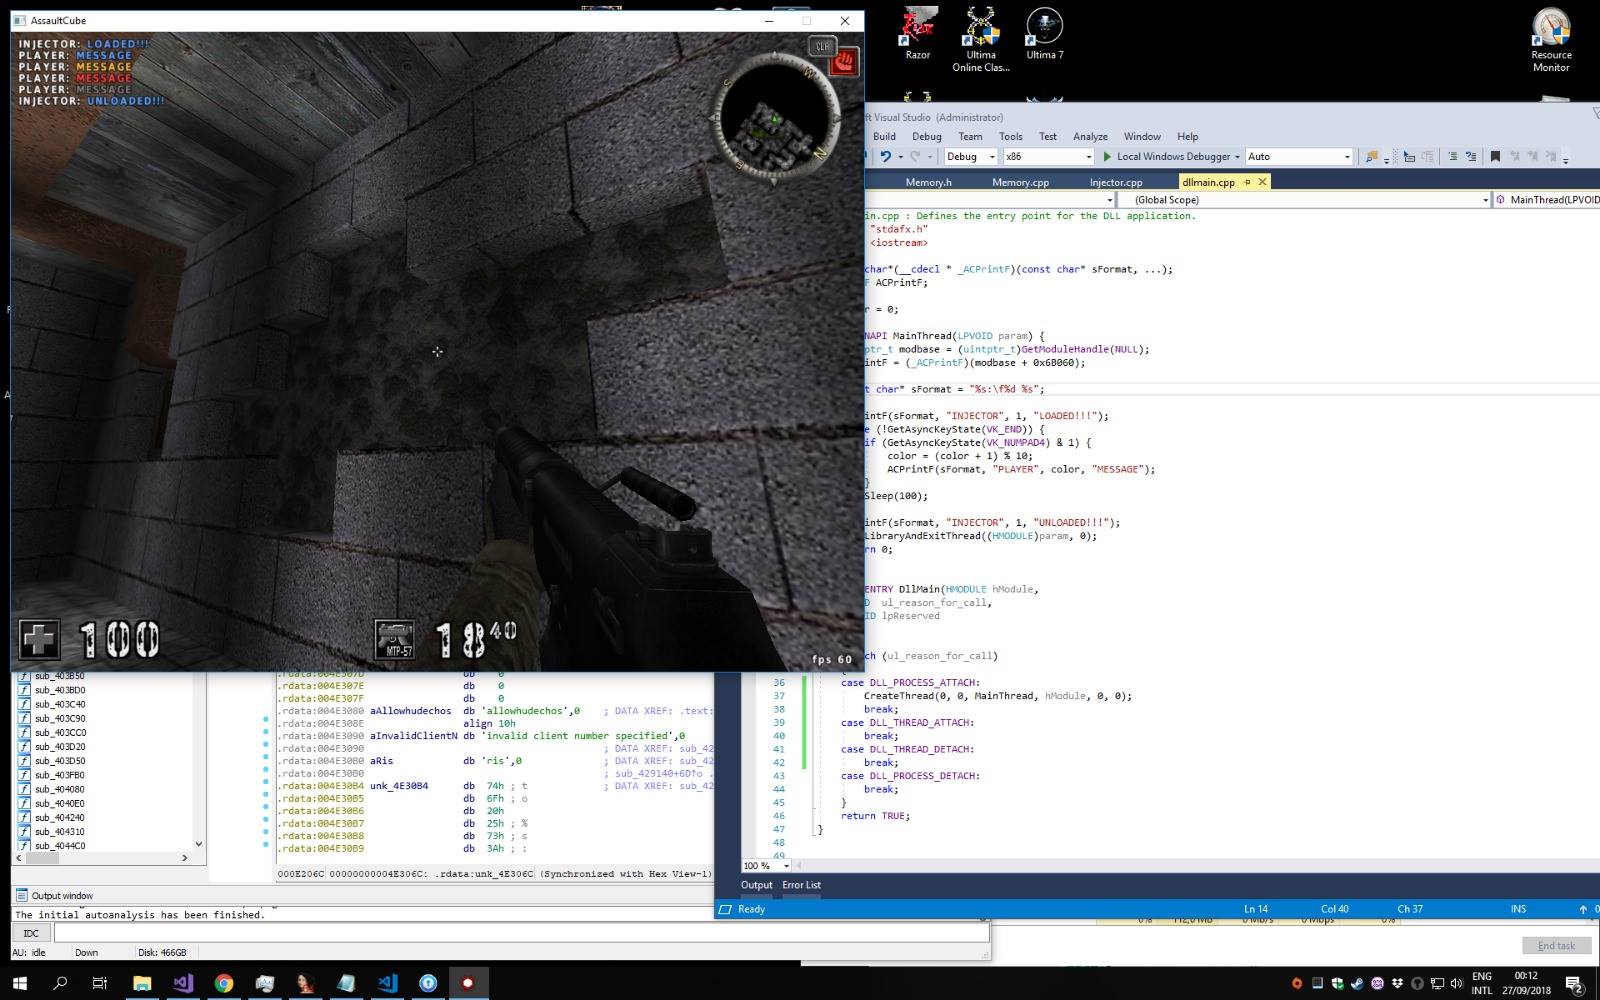 AssaultCube
INJECTOR: LOADED!!!
PLAYER: MESSAGE
PLAYER: MESSAGE
PLAYER: MESSAGE
PLAYER: MESSAGE
INJECTOR: UNLOADED!!!
CLA
N
100
MTP-57
18 40
fps 60
Razor
Ultima
Online Clas...
Ultima 7
Resource
Monitor
ft Visual Studio (Administrator)
Build Debug Team Tools Test Analyze Window Help
Debug x86 Local Windows Debugger Auto
Memory.h Memory.cpp Injector.cpp dllmain.cpp
(Global Scope) MainThread(LPVOID
in.cpp : Defines the entry point for the DLL application.
"stdafx.h"
<iostream>
char*(__cdecl * _ACPrintF)(const char* sFormat, ...);
F ACPrintF;
r = 0;
NAPI MainThread(LPVOID param) {
ptr_t modbase = (uintptr_t)GetModuleHandle(NULL);
intF = (_ACPrintF)(modbase + 0x6B060);
t char* sFormat = "%s:\f%d %s";
intF(sFormat, "INJECTOR", 1, "LOADED!!!");
e (!GetAsyncKeyState(VK_END)) {
if (GetAsyncKeyState(VK_NUMPAD4) & 1) {
color = (color + 1) % 10;
ACPrintF(sFormat, "PLAYER", color, "MESSAGE");
}
Sleep(100);
intF(sFormat, "INJECTOR", 1, "UNLOADED!!!");
LibraryAndExitThread((HMODULE)param, 0);
rn 0;
ENTRY DllMain(HMODULE hModule,
D ul_reason_for_call,
ID lpReserved
ch (ul_reason_for_call)
{
36 case DLL_PROCESS_ATTACH:
37 CreateThread(0, 0, MainThread, hModule, 0, 0);
38 break;
39 case DLL_THREAD_ATTACH:
40 break;
41 case DLL_THREAD_DETACH:
42 break;
43 case DLL_PROCESS_DETACH:
44 break;
45 }
46 return TRUE;
47 }
48
49
100 %
Output Error List
Ready Ln 14 Col 40 Ch 37 INS
sub_403B50
sub_403BD0
sub_403C40
sub_403C90
sub_403CC0
sub_403D20
sub_403D50
sub_403FB0
sub_404080
sub_4040E0
sub_404240
sub_404310
sub_4044C0
.rdata:004E307D db 0
.rdata:004E307E db 0
.rdata:004E307F db 0
.rdata:004E3080 aAllowhudechos db 'allowhudechos',0 ; DATA XREF: .text:
.rdata:004E308E align 10h
.rdata:004E3090 aInvalidClientN db 'invalid client number specified',0
.rdata:004E3090 ; DATA XREF: sub_42
.rdata:004E30B0 aRis db 'ris',0 ; DATA XREF: sub_42
.rdata:004E30B0 ; sub_429140+6D↑o .
.rdata:004E30B4 unk_4E30B4 db 74h ; t ; DATA XREF: sub_42
.rdata:004E30B5 db 6Fh ; o
.rdata:004E30B6 db 20h
.rdata:004E30B7 db 25h ; %
.rdata:004E30B8 db 73h ; s
.rdata:004E30B9 db 3Ah ; :
000E206C 00000000004E306C: .rdata:unk_4E306C (Synchronized with Hex View-1)
Output window
The initial autoanalysis has been finished.
IDC
AU: idle Down Disk: 466GB
0% 112,0 MB 0 MB/s 0 Mbps 0%
End task
ENG
INTL
00:12
27/09/2018
2